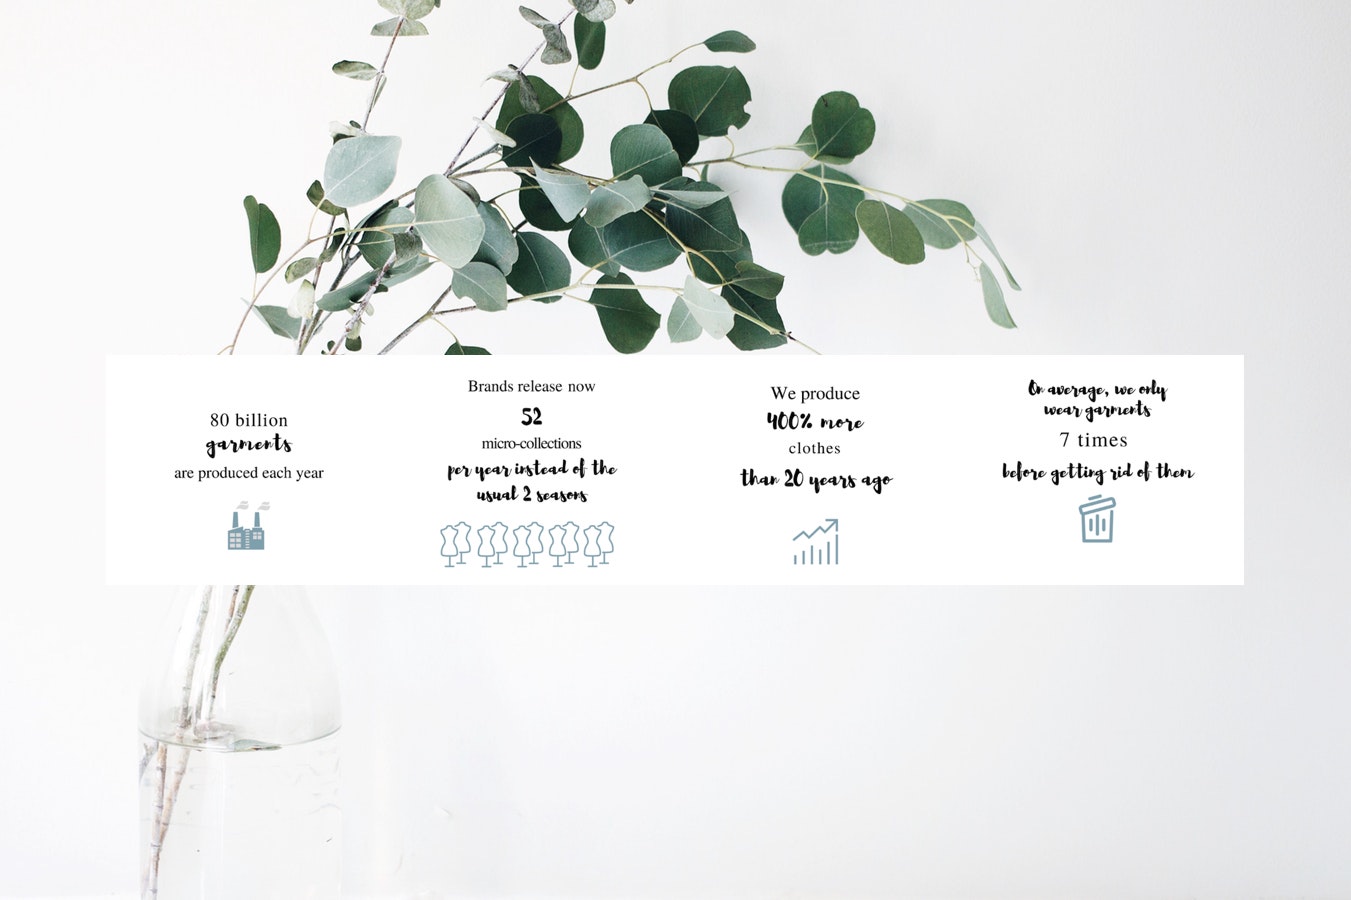 80 billion
garments
are produced each year
Brands release now
52
micro-collections
per year instead of the
usual 2 seasons
We produce
400% more
clothes
than 20 years ago
On average, we only
wear garments
7 times
before getting rid of them